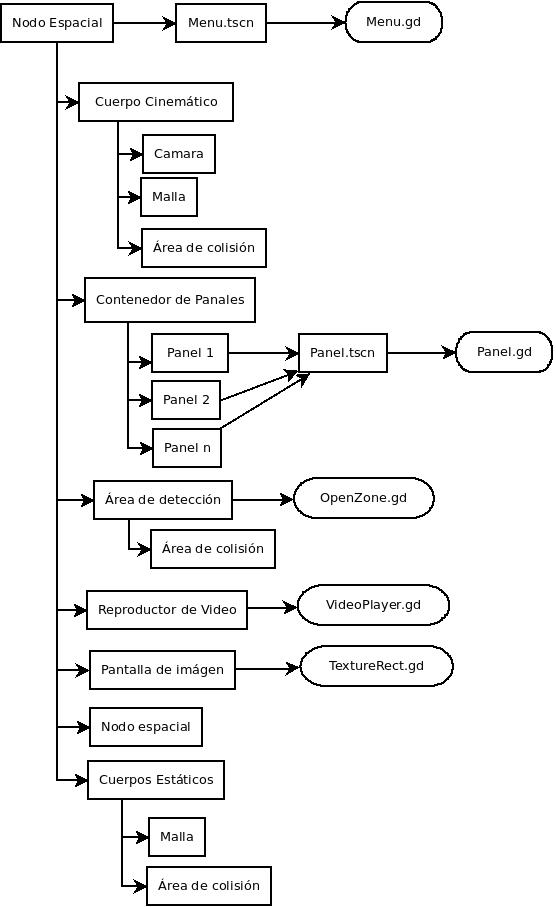 Nodo Espacial
Menu.tscn
Menu.gd
Cuerpo Cinemático
Camara
Malla
Área de colisión
Contenedor de Panales
Panel 1
Panel.tscn
Panel.gd
Panel 2
Panel n
Área de detección
OpenZone.gd
Área de colisión
Reproductor de Video
VideoPlayer.gd
Pantalla de imágen
TextureRect.gd
Nodo espacial
Cuerpos Estáticos
Malla
Área de colisión